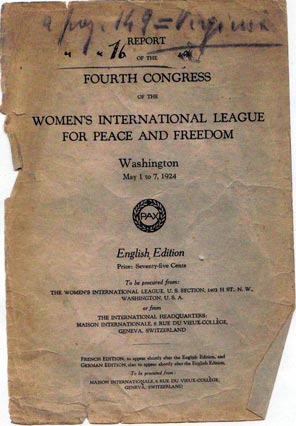 a pag. 149 = Virginia
REPORT
" " 76
OF THE
FOURTH CONGRESS
OF THE
WOMEN'S INTERNATIONAL LEAGUE
FOR PEACE AND FREEDOM
Washington
May 1 to 7, 1924
PAX
English Edition
Price: Seventy-five Cents
To be procured from:
THE WOMEN'S INTERNATIONAL LEAGUE, U. S. SECTION, 1403 H ST., N. W.,
WASHINGTON, U. S. A.
or from
THE INTERNATIONAL HEADQUARTERS:
MAISON INTERNATIONALE, 6 RUE DU VIEUX-COLLÈGE,
GENEVA, SWITZERLAND
FRENCH EDITION, to appear shortly after the English Edition, and
GERMAN EDITION, also to appear shortly after the English Edition.
To be procured from:
MAISON INTERNATIONALE, 6 RUE DU VIEUX-COLLÈGE,
GENEVA, SWITZERLAND